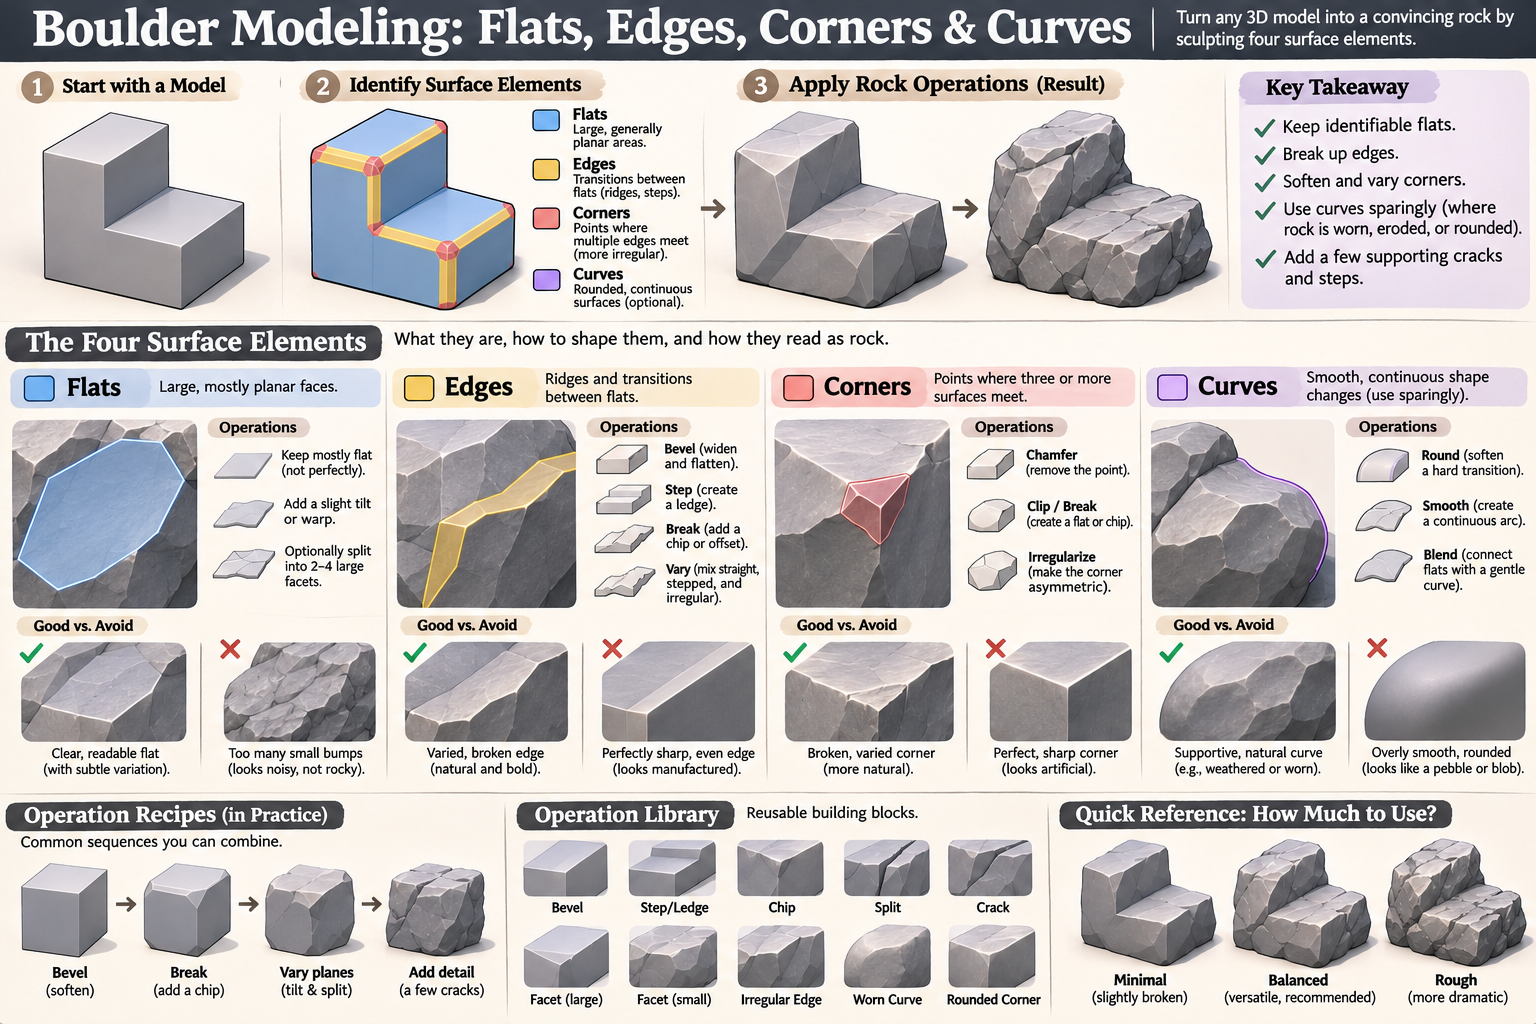 Boulder Modeling: Flats, Edges, Corners & Curves
Turn any 3D model into a convincing rock by
sculpting four surface elements.
1 Start with a Model
2 Identify Surface Elements
Flats
Large, generally
planar areas.
Edges
Transitions between
flats (ridges, steps).
Corners
Points where
multiple edges meet
(more irregular).
Curves
Rounded, continuous
surfaces (optional).
3 Apply Rock Operations (Result)
Key Takeaway
Keep identifiable flats.
Break up edges.
Soften and vary corners.
Use curves sparingly (where
rock is worn, eroded, or rounded).
Add a few supporting cracks
and steps.
The Four Surface Elements
What they are, how to shape them, and how they read as rock.
Flats
Large, mostly planar faces.
Operations
Keep mostly flat
(not perfectly).
Add a slight tilt
or warp.
Optionally split
into 2–4 large
facets.
Good vs. Avoid
Clear, readable flat
(with subtle variation).
Too many small bumps
(looks noisy, not rocky).
Edges
Ridges and transitions
between flats.
Operations
Bevel (widen
and flatten).
Step (create
a ledge).
Break (add a
chip or offset).
Vary (mix straight,
stepped, and
irregular).
Good vs. Avoid
Varied, broken edge
(natural and bold).
Perfectly sharp, even edge
(looks manufactured).
Corners
Points where three or more
surfaces meet.
Operations
Chamfer
(remove the point).
Clip / Break
(create a flat or chip).
Irregularize
(make the corner
asymmetric).
Good vs. Avoid
Broken, varied corner
(more natural).
Perfect, sharp corner
(looks artificial).
Curves
Smooth, continuous shape
changes (use sparingly).
Operations
Round (soften
a hard transition).
Smooth (create
a continuous arc).
Blend (connect
flats with a gentle
curve).
Good vs. Avoid
Supportive, natural curve
(e.g., weathered or worn).
Overly smooth, rounded
(looks like a pebble or blob).
Operation Recipes (in Practice)
Common sequences you can combine.
Bevel
(soften)
Break
(add a chip)
Vary planes
(tilt & split)
Add detail
(a few cracks)
Operation Library
Reusable building blocks.
Bevel
Step/Ledge
Chip
Split
Crack
Facet (large)
Facet (small)
Irregular Edge
Worn Curve
Rounded Corner
Quick Reference: How Much to Use?
Minimal
(slightly broken)
Balanced
(versatile, recommended)
Rough
(more dramatic)